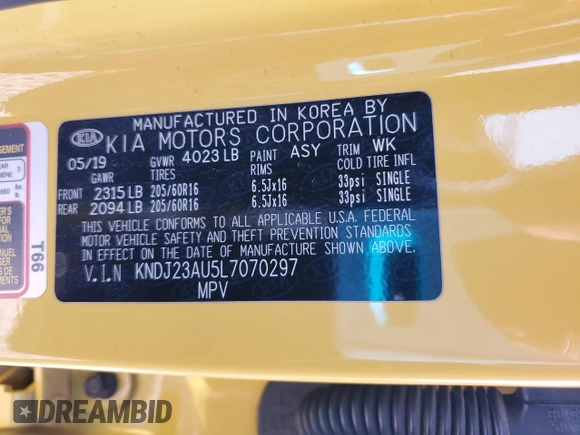 MANUFACTURED IN KOREA BY
KIA KIA MOTORS CORPORATION
05/19 GVWR 4023 LB PAINT ASY TRIM WK
GAWR TIRES RIMS COLD TIRE INFL
FRONT 2315 LB 205/60R16 6.5Jx16 33psi SINGLE
REAR 2094 LB 205/60R16 6.5Jx16 33psi SINGLE
THIS VEHICLE CONFORMS TO ALL APPLICABLE U.S.A. FEDERAL
MOTOR VEHICLE SAFETY AND THEFT PREVENTION STANDARDS
IN EFFECT ON THE DATE OF MANUFACTURE SHOWN ABOVE.
V.I.N KNDJ23AU5L7070297
MPV
T66
DREAMBID